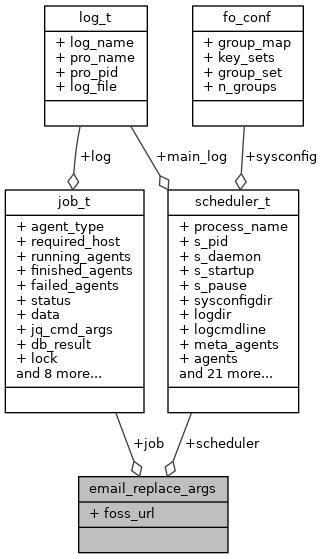 log_t
+ log_name
+ pro_name
+ pro_pid
+ log_file
fo_conf
+ group_map
+ key_sets
+ group_set
+ n_groups
+log
+main_log
+sysconfig
job_t
+ agent_type
+ required_host
+ running_agents
+ finished_agents
+ failed_agents
+ status
+ data
+ jq_cmd_args
+ db_result
+ lock
and 8 more...
scheduler_t
+ process_name
+ s_pid
+ s_daemon
+ s_startup
+ s_pause
+ sysconfigdir
+ logdir
+ logcmdline
+ meta_agents
+ agents
and 21 more...
+job
+scheduler
email_replace_args
+ foss_url